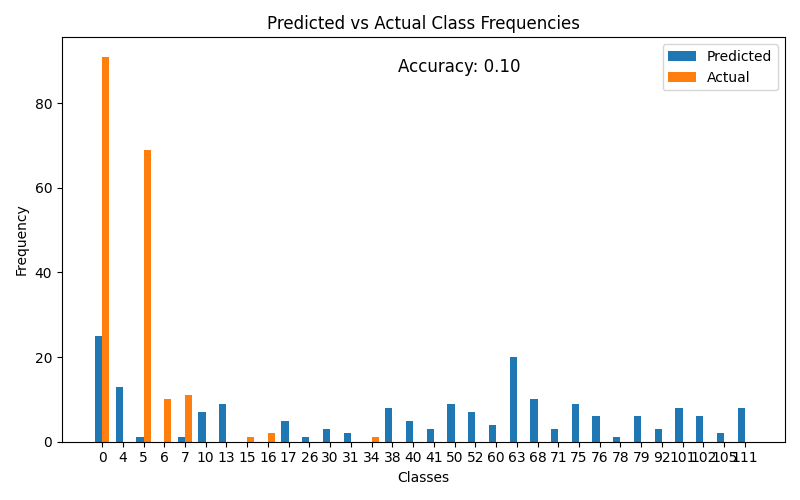 Predicted vs Actual Class Frequencies
Accuracy: 0.10
Predicted
Actual
Frequency
80
60
40
20
0
0 4 5 6 7 10 13 15 16 17 26 30 31 34 38 40 41 50 52 60 63 68 71 75 76 78 79 92 101 102 105 111
Classes